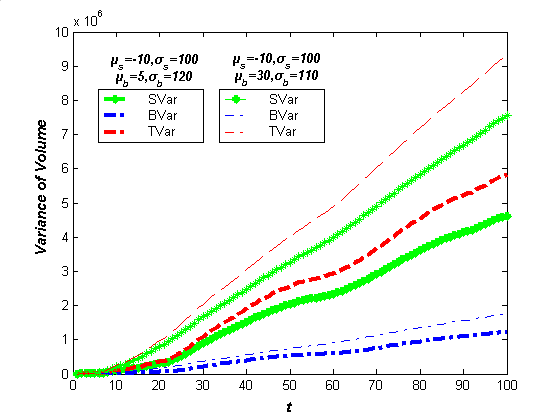 x 10^6
10
9
8
7
6
5
4
3
2
1
0
Variance of Volume
μs=-10,σs=100
μb=5,σb=120
SVar
BVar
TVar
μs=-10,σs=100
μb=30,σb=110
SVar
BVar
TVar
0 10 20 30 40 50 60 70 80 90 100
t